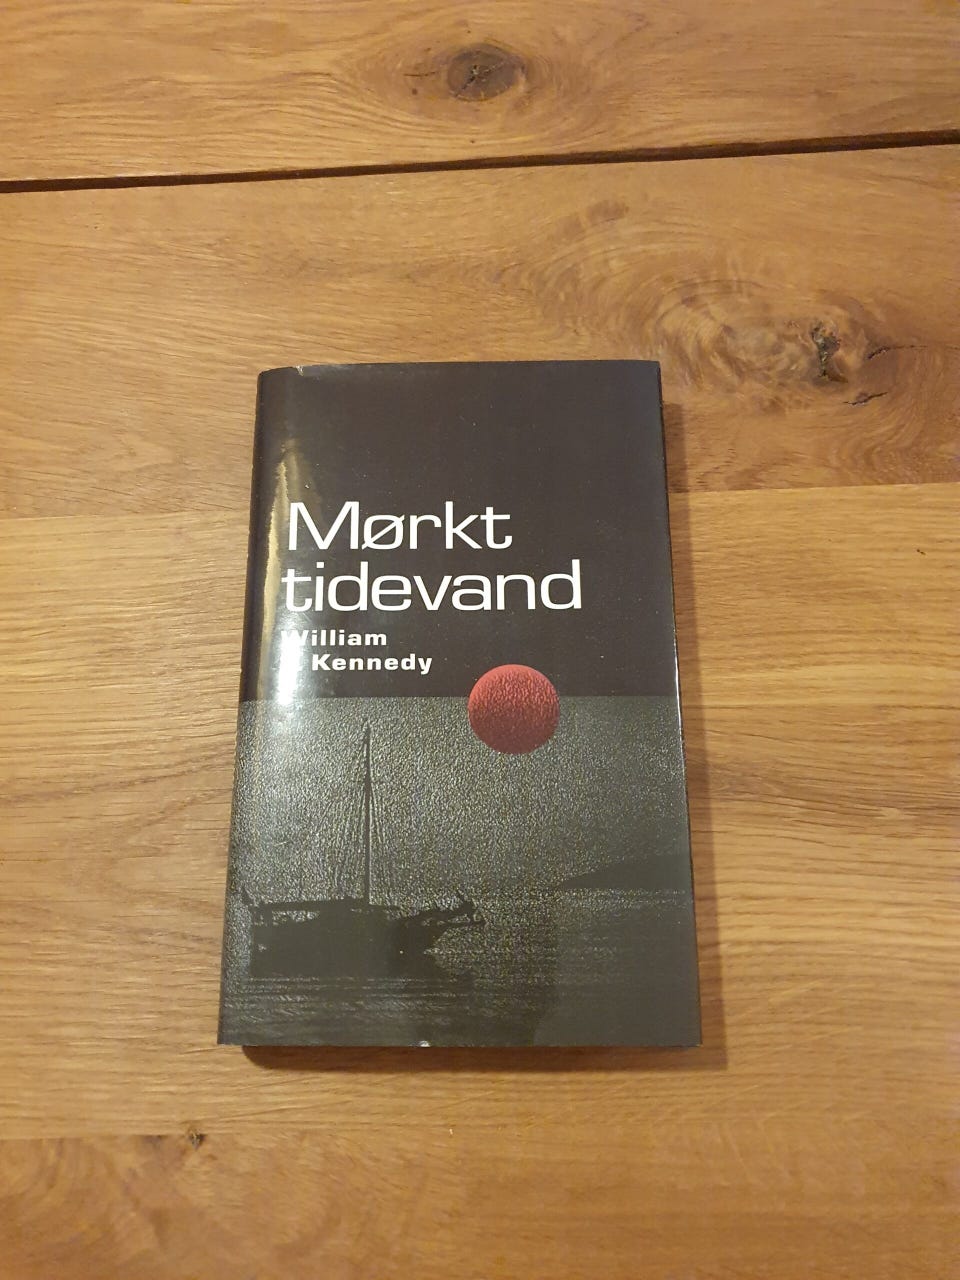 Mørkt
tidevand
William
Kennedy